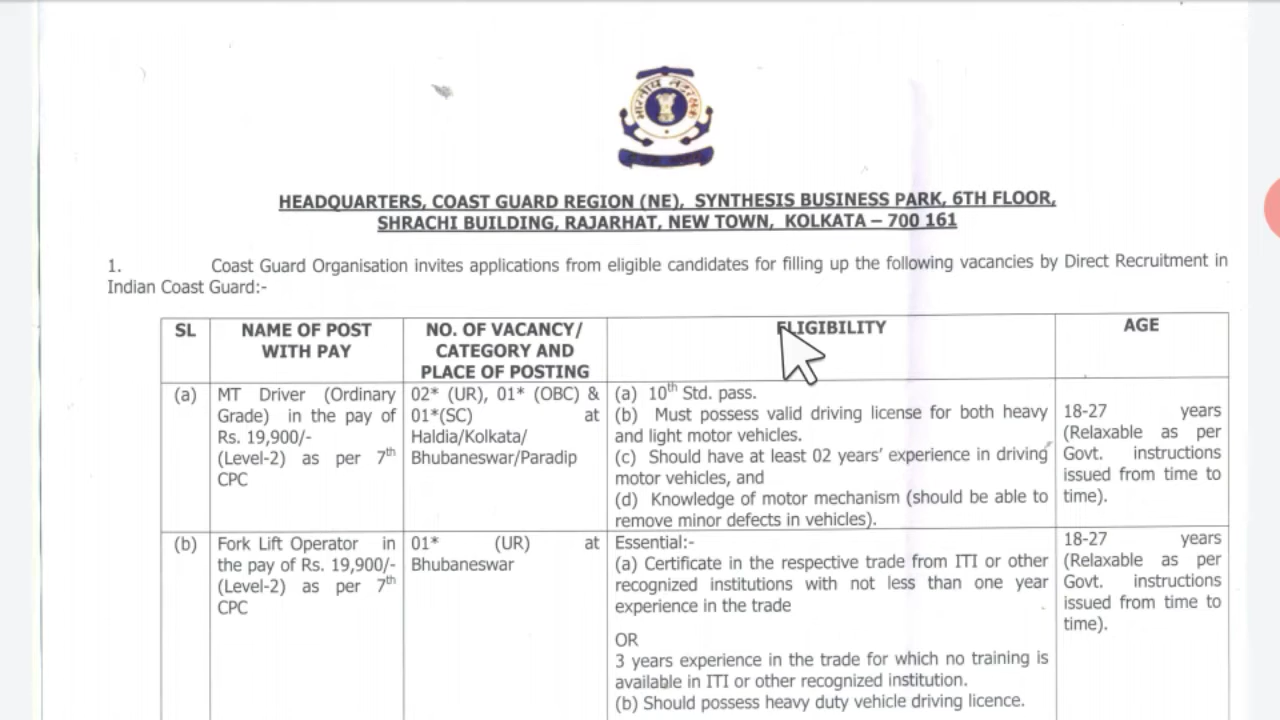 भारतीय तटरक्षक
HEADQUARTERS, COAST GUARD REGION (NE), SYNTHESIS BUSINESS PARK, 6TH FLOOR,
SHRACHI BUILDING, RAJARHAT, NEW TOWN, KOLKATA – 700 161
1. Coast Guard Organisation invites applications from eligible candidates for filling up the following vacancies by Direct Recruitment in
Indian Coast Guard:-
SL
NAME OF POST
WITH PAY
NO. OF VACANCY/
CATEGORY AND
PLACE OF POSTING
ELIGIBILITY
AGE
(a)
MT Driver (Ordinary
Grade) in the pay of
Rs. 19,900/-
(Level-2) as per 7th
CPC
02* (UR), 01* (OBC) &
01*(SC) at
Haldia/Kolkata/
Bhubaneswar/Paradip
(a) 10th Std. pass.
(b) Must possess valid driving license for both heavy
and light motor vehicles.
(c) Should have at least 02 years' experience in driving
motor vehicles, and
(d) Knowledge of motor mechanism (should be able to
remove minor defects in vehicles).
18-27 years
(Relaxable as per
Govt. instructions
issued from time to
time).
(b)
Fork Lift Operator in
the pay of Rs. 19,900/-
(Level-2) as per 7th
CPC
01* (UR) at
Bhubaneswar
Essential:-
(a) Certificate in the respective trade from ITI or other
recognized institutions with not less than one year
experience in the trade
OR
3 years experience in the trade for which no training is
available in ITI or other recognized institution.
(b) Should possess heavy duty vehicle driving licence.
18-27 years
(Relaxable as per
Govt. instructions
issued from time to
time).